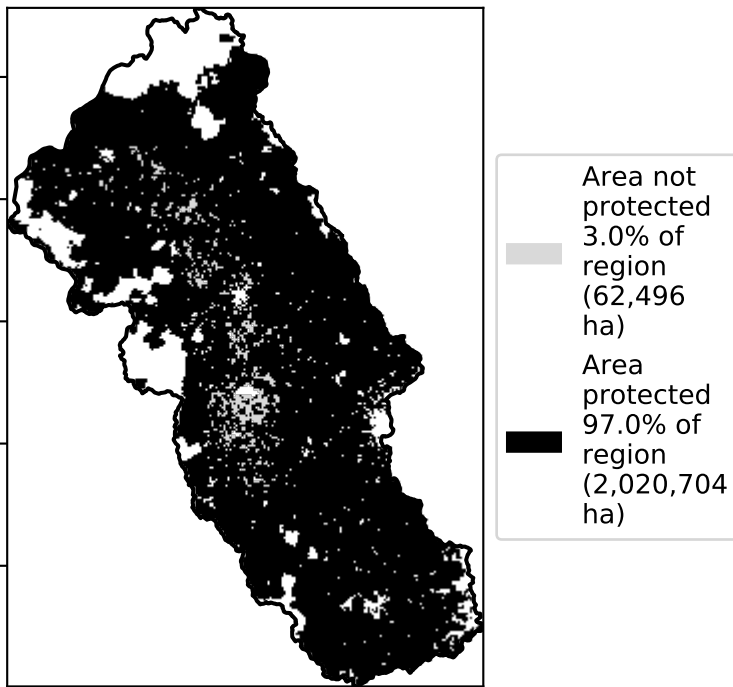 Area not
protected
3.0% of
region
(62,496
ha)
Area
protected
97.0% of
region
(2,020,704
ha)